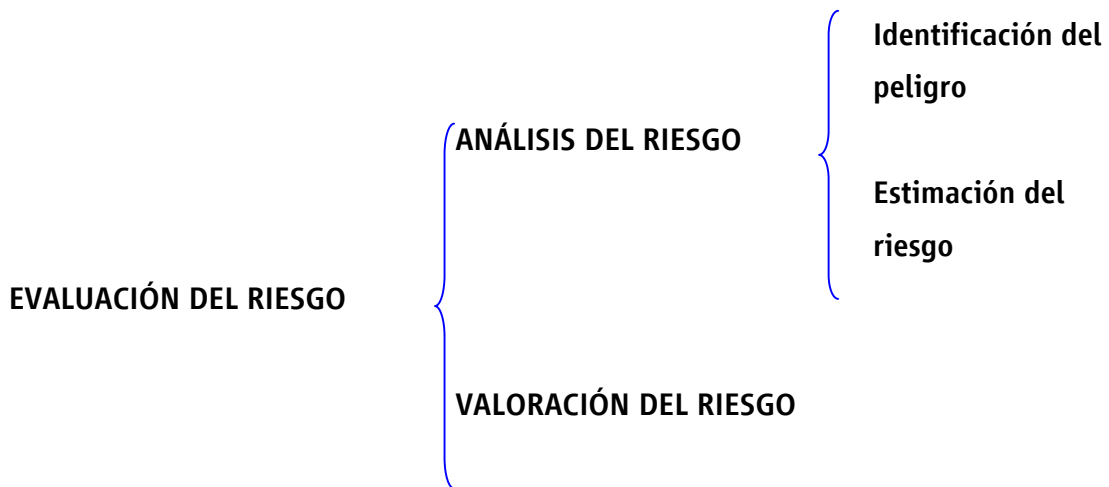 EVALUACIÓN DEL RIESGO
ANÁLISIS DEL RIESGO
Identificación del
peligro
Estimación del
riesgo
VALORACIÓN DEL RIESGO